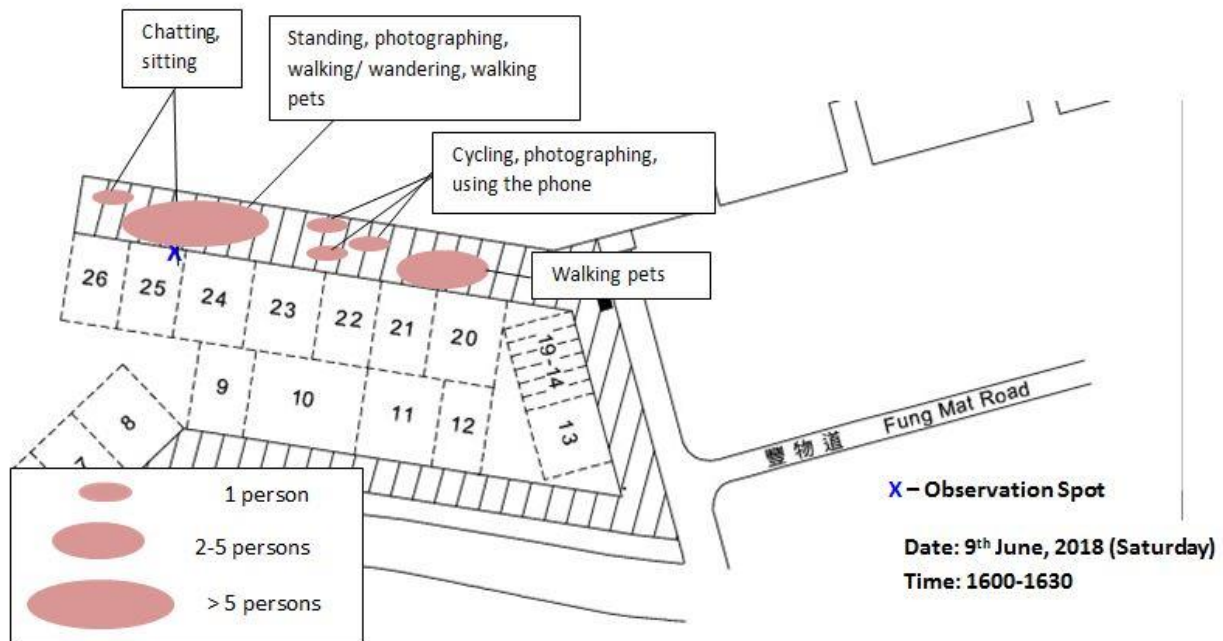 Chatting,
sitting
Standing, photographing,
walking/ wandering, walking
pets
Cycling, photographing,
using the phone
Walking pets
26
25
24
23
22
21
20
19-14
13
9
10
11
12
8
7
豐物道 Fung Mat Road
X – Observation Spot
Date: 9th June, 2018 (Saturday)
Time: 1600-1630
1 person
2-5 persons
> 5 persons
X